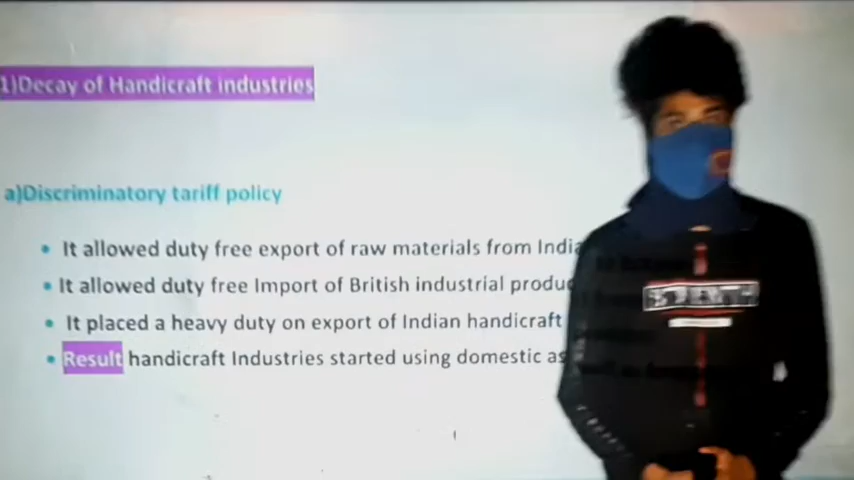 1)Decay of Handicraft industries
a)Discriminatory tariff policy
• It allowed duty free export of raw materials from India
• It allowed duty free Import of British industrial
• It placed a heavy duty on export of Indian handicraft
• Result handicraft Industries started using domestic as